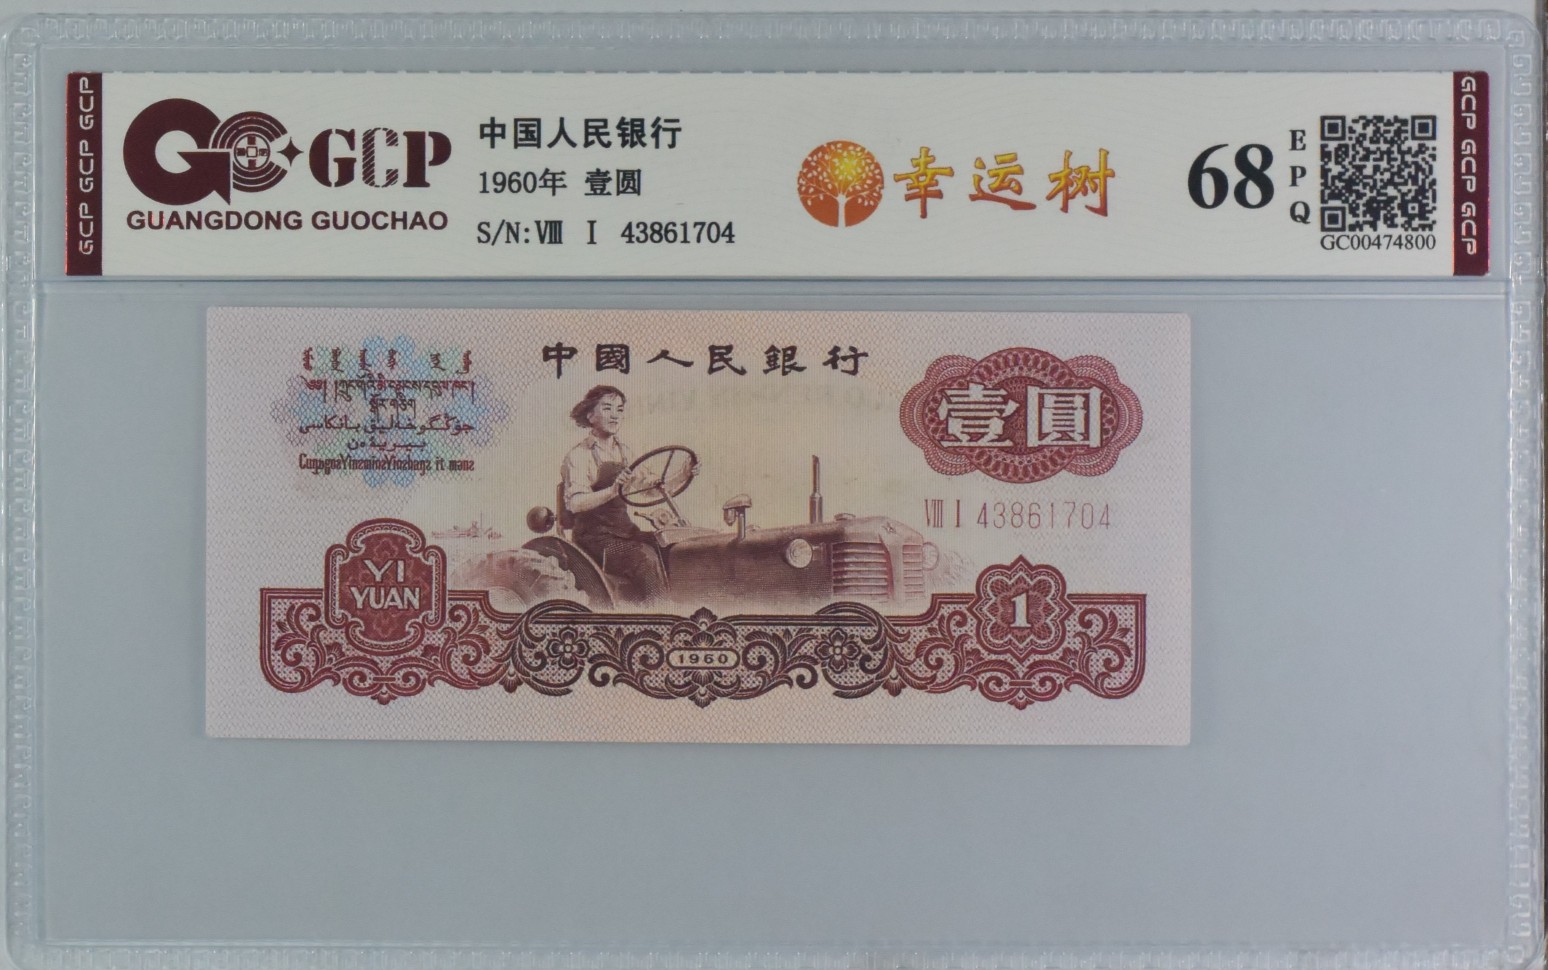 GCP GCP GCP
GCP
GUANGDONG GUOCHAO
中国人民银行
1960年 壹圆
S/N:Ⅷ Ⅰ 43861704
幸运树
68
EPQ
GC00474800
GCP GCP GCP
中國人民銀行
壹圓
VIII I 43861704
YI
YUAN
1
1960